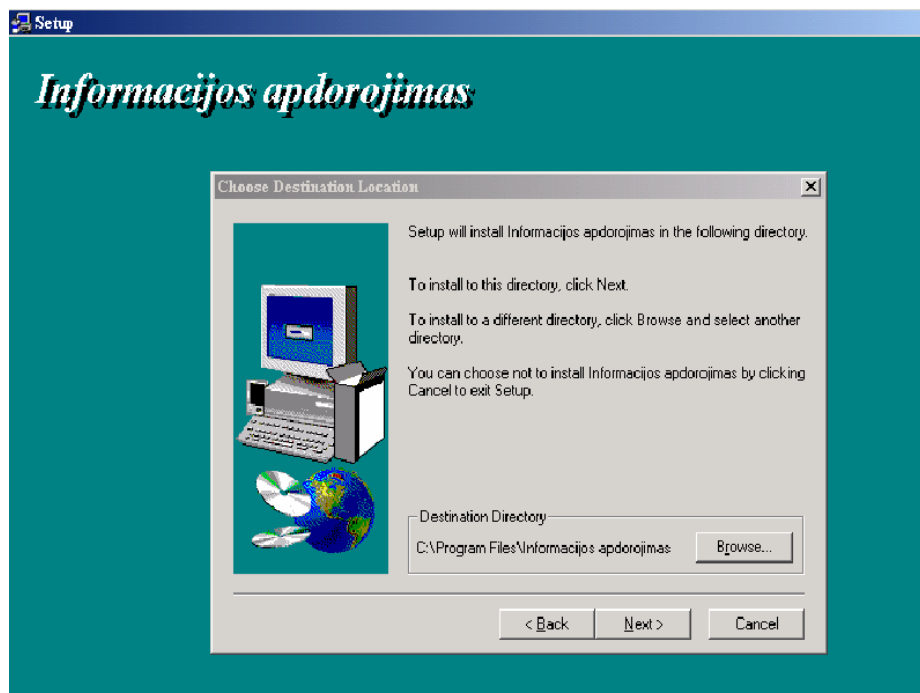 Setup
Informacijos apdorojimas
Choose Destination Location
Setup will install Informacijos apdorojimas in the following directory.
To install to this directory, click Next.
To install to a different directory, click Browse and select another
directory.
You can choose not to install Informacijos apdorojimas by clicking
Cancel to exit Setup.
Destination Directory
C:\Program Files\Informacijos apdorojimas
Browse...
< Back
Next >
Cancel